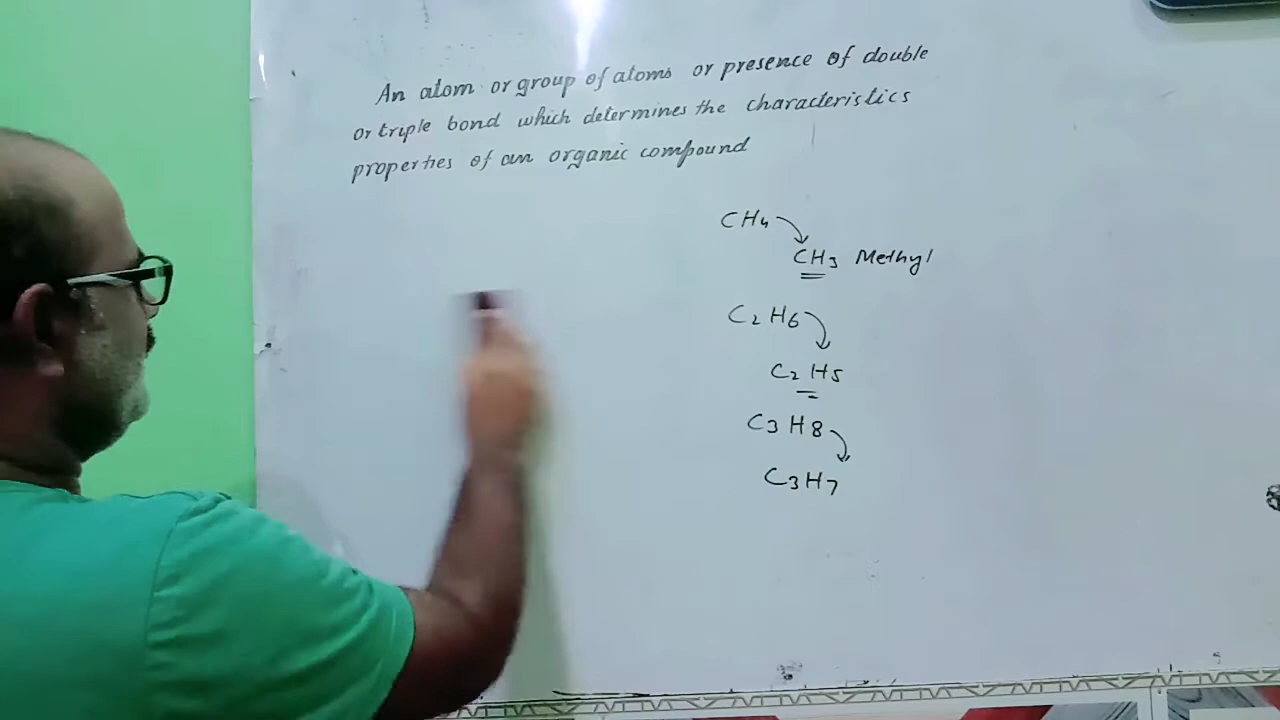 An atom or group of atoms or presence of double
or triple bond which determines the characteristics
properties of an organic compound
CH4
CH3 Methyl
C2H6
C2H5
C3H8
C3H7